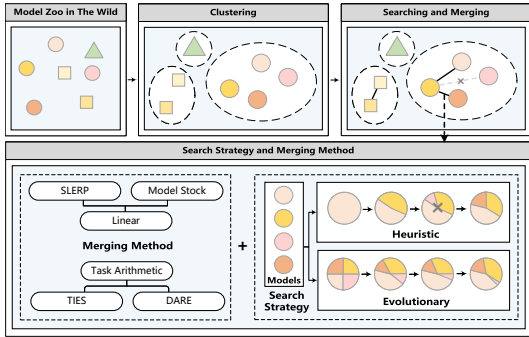 Model Zoo in The Wild
Clustering
Searching and Merging
Search Strategy and Merging Method
SLERP
Model Stock
Linear
Merging Method
Task Arithmetic
TIES
DARE
+
Models
Search
Strategy
Heuristic
Evolutionary